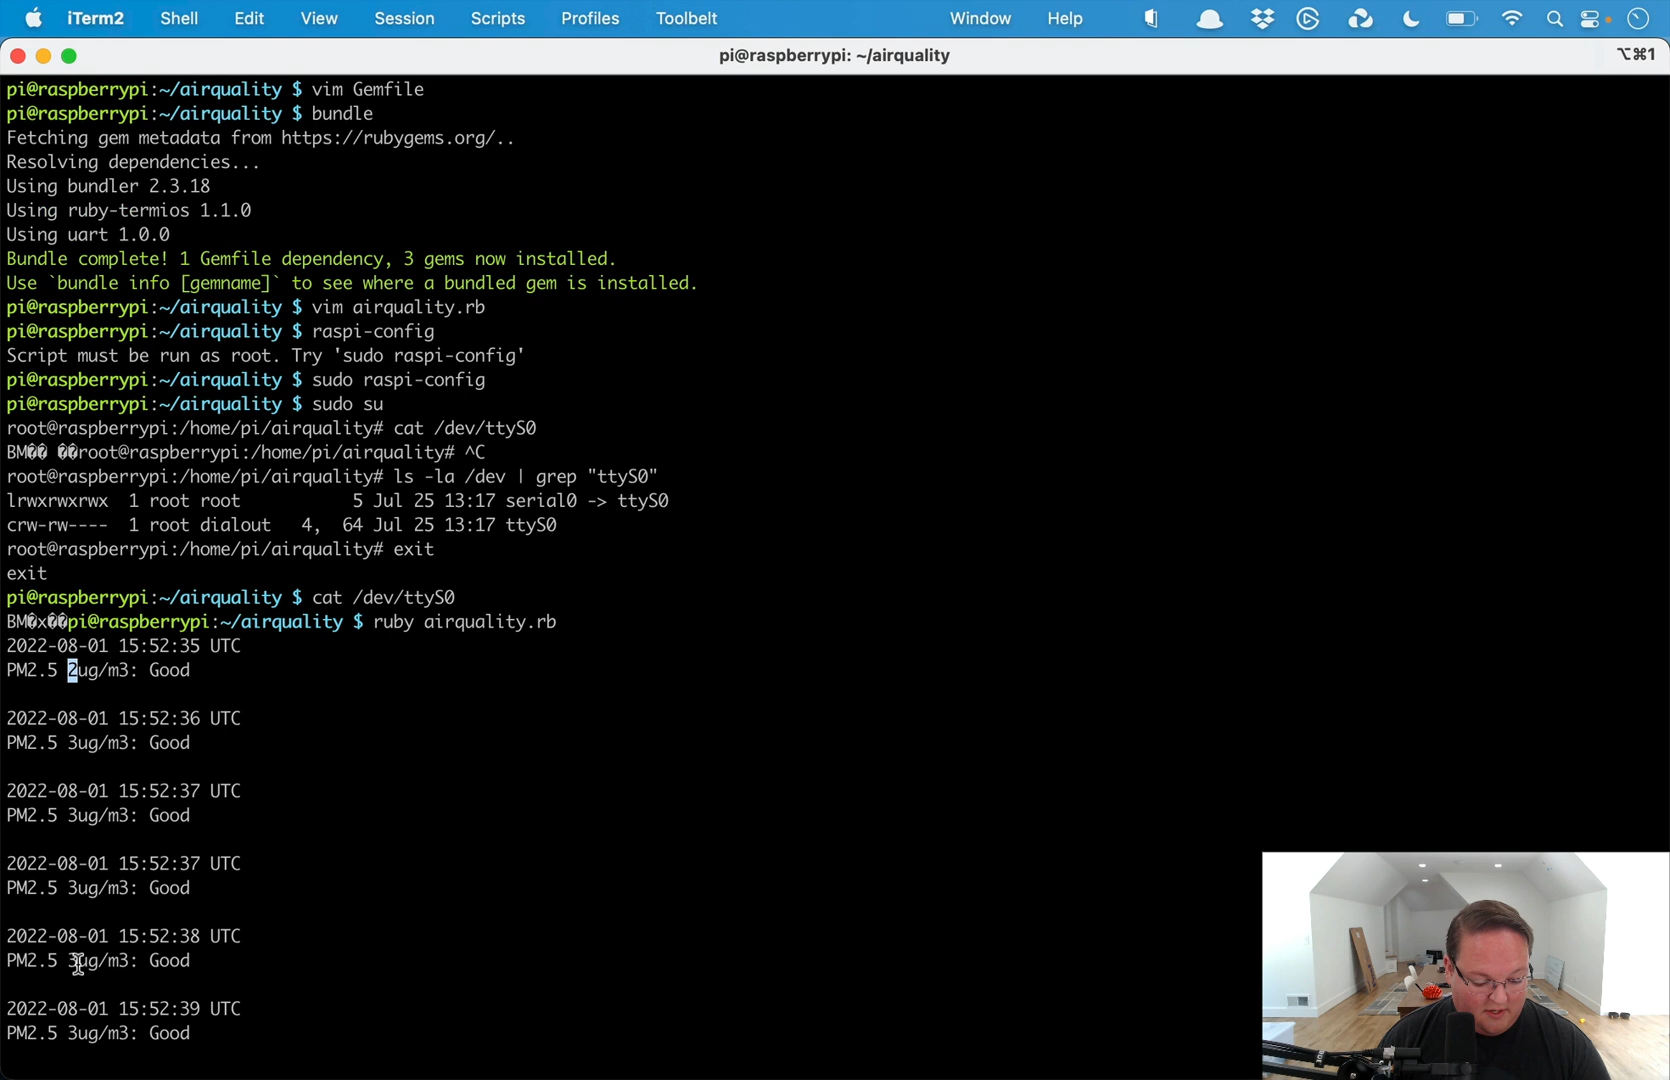 iTerm2 Shell Edit View Session Scripts Profiles Toolbelt Window Help
pi@raspberrypi: ~/airquality ⌥⌘1
pi@raspberrypi:~/airquality $ vim Gemfile
pi@raspberrypi:~/airquality $ bundle
Fetching gem metadata from https://rubygems.org/..
Resolving dependencies...
Using bundler 2.3.18
Using ruby-termios 1.1.0
Using uart 1.0.0
Bundle complete! 1 Gemfile dependency, 3 gems now installed.
Use `bundle info [gemname]` to see where a bundled gem is installed.
pi@raspberrypi:~/airquality $ vim airquality.rb
pi@raspberrypi:~/airquality $ raspi-config
Script must be run as root. Try 'sudo raspi-config'
pi@raspberrypi:~/airquality $ sudo raspi-config
pi@raspberrypi:~/airquality $ sudo su
root@raspberrypi:/home/pi/airquality# cat /dev/ttyS0
BM�� ��root@raspberrypi:/home/pi/airquality# ^C
root@raspberrypi:/home/pi/airquality# ls -la /dev | grep "ttyS0"
lrwxrwxrwx  1 root root           5 Jul 25 13:17 serial0 -> ttyS0
crw-rw----  1 root dialout   4,  64 Jul 25 13:17 ttyS0
root@raspberrypi:/home/pi/airquality# exit
exit
pi@raspberrypi:~/airquality $ cat /dev/ttyS0
BM�x��pi@raspberrypi:~/airquality $ ruby airquality.rb
2022-08-01 15:52:35 UTC
PM2.5 2ug/m3: Good
2022-08-01 15:52:36 UTC
PM2.5 3ug/m3: Good
2022-08-01 15:52:37 UTC
PM2.5 3ug/m3: Good
2022-08-01 15:52:37 UTC
PM2.5 3ug/m3: Good
2022-08-01 15:52:38 UTC
PM2.5 3ug/m3: Good
2022-08-01 15:52:39 UTC
PM2.5 3ug/m3: Good